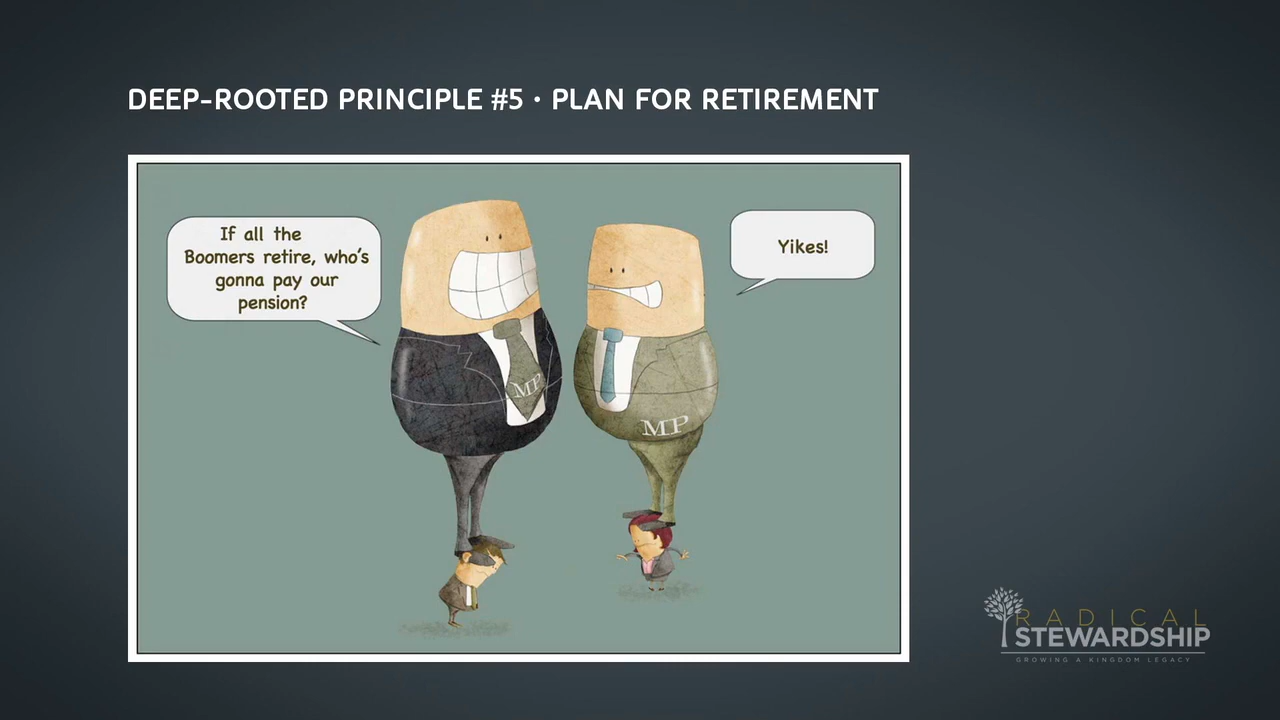 DEEP-ROOTED PRINCIPLE #5 • PLAN FOR RETIREMENT
If all the
Boomers retire, who's
gonna pay our
pension?
Yikes!
MP
MP
RADICAL
STEWARDSHIP
GROWING A KINGDOM LEGACY